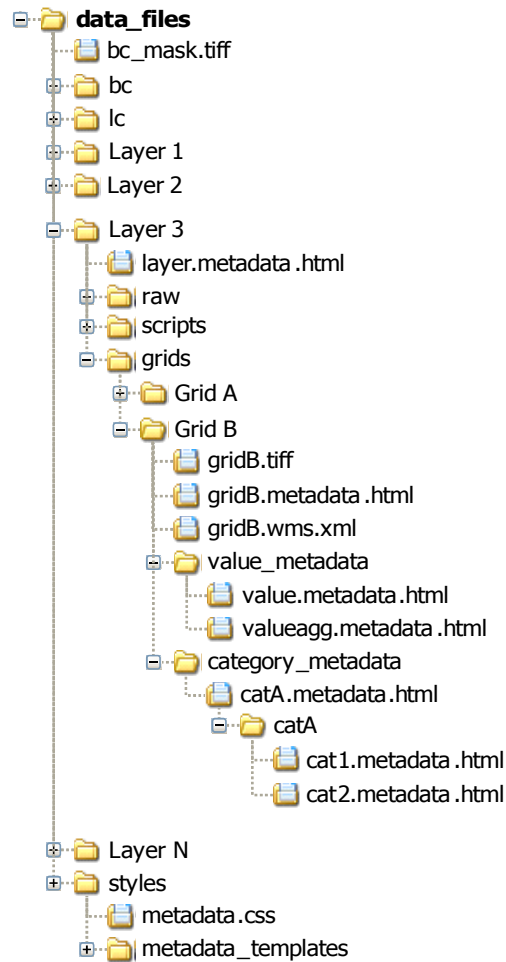 data_files
bc_mask.tiff
bc
lc
Layer 1
Layer 2
Layer 3
layer.metadata.html
raw
scripts
grids
Grid A
Grid B
gridB.tiff
gridB.metadata.html
gridB.wms.xml
value_metadata
value.metadata.html
valueagg.metadata.html
category_metadata
catA.metadata.html
catA
cat1.metadata.html
cat2.metadata.html
Layer N
styles
metadata.css
metadata_templates